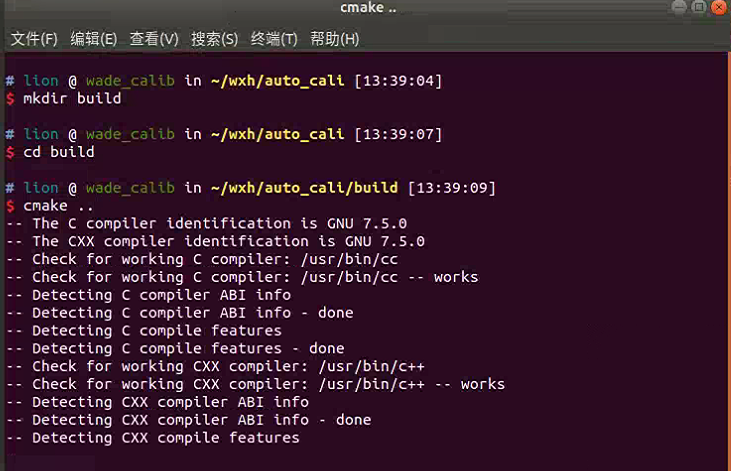 cmake ..
文件(F) 编辑(E) 查看(V) 搜索(S) 终端(T) 帮助(H)
# lion @ wade_calib in ~/wxh/auto_cali [13:39:04]
$ mkdir build
# lion @ wade_calib in ~/wxh/auto_cali [13:39:07]
$ cd build
# lion @ wade_calib in ~/wxh/auto_cali/build [13:39:09]
$ cmake ..
-- The C compiler identification is GNU 7.5.0
-- The CXX compiler identification is GNU 7.5.0
-- Check for working C compiler: /usr/bin/cc
-- Check for working C compiler: /usr/bin/cc -- works
-- Detecting C compiler ABI info
-- Detecting C compiler ABI info - done
-- Detecting C compile features
-- Detecting C compile features - done
-- Check for working CXX compiler: /usr/bin/c++
-- Check for working CXX compiler: /usr/bin/c++ -- works
-- Detecting CXX compiler ABI info
-- Detecting CXX compiler ABI info - done
-- Detecting CXX compile features